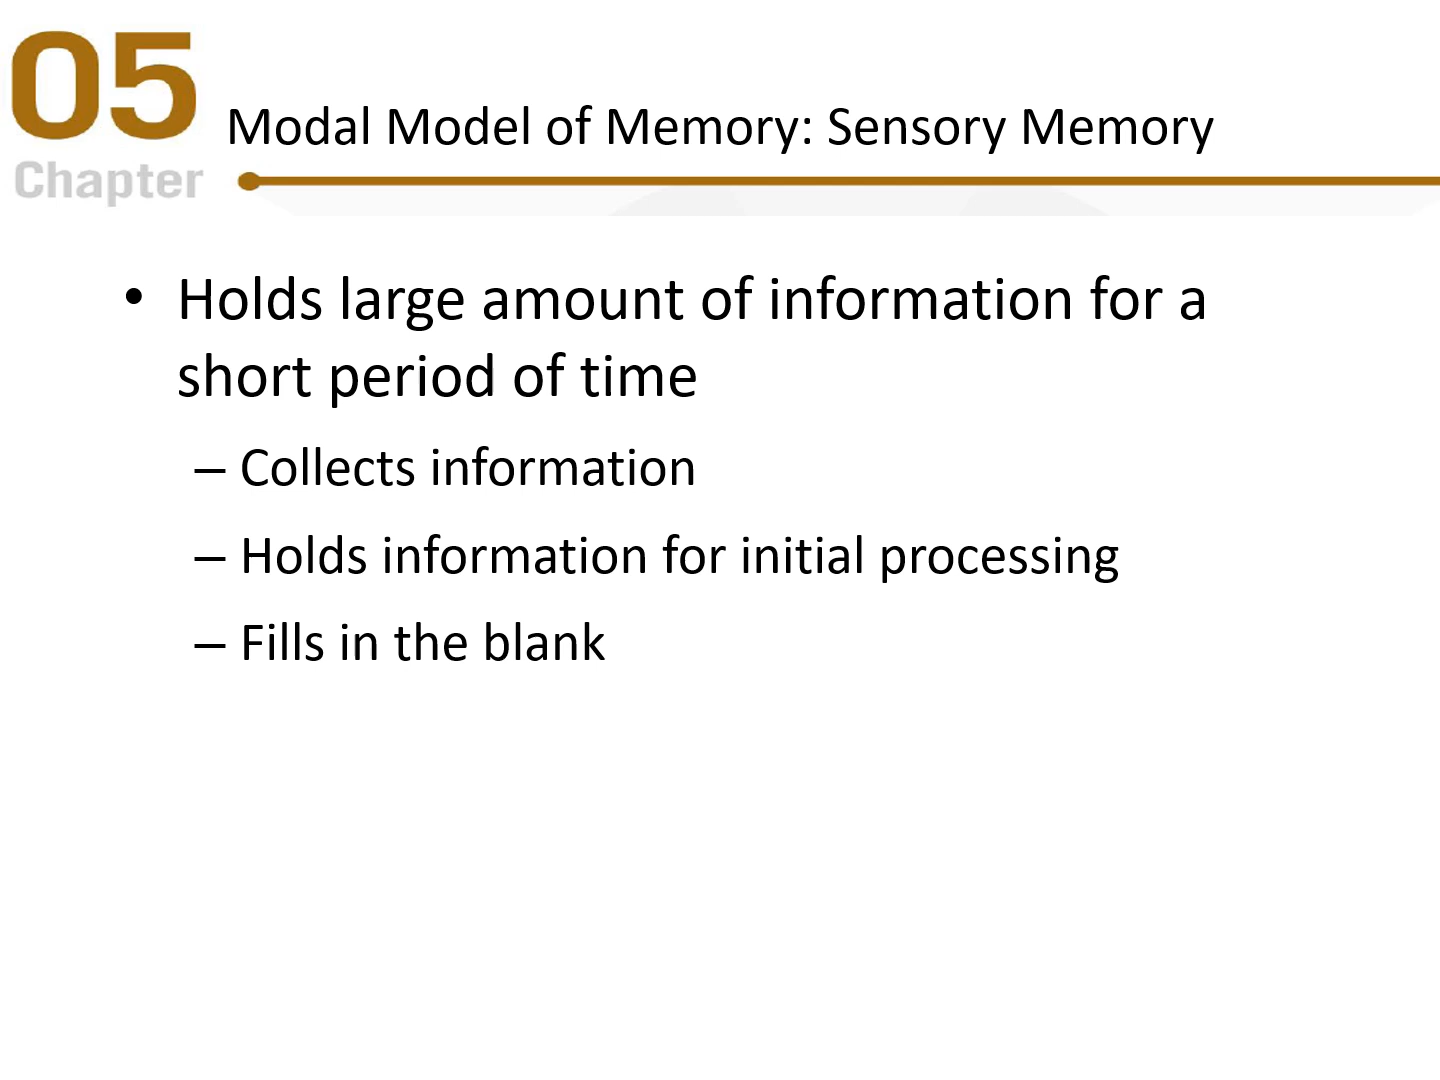 05
Chapter
Modal Model of Memory: Sensory Memory
• Holds large amount of information for a
short period of time
– Collects information
– Holds information for initial processing
– Fills in the blank